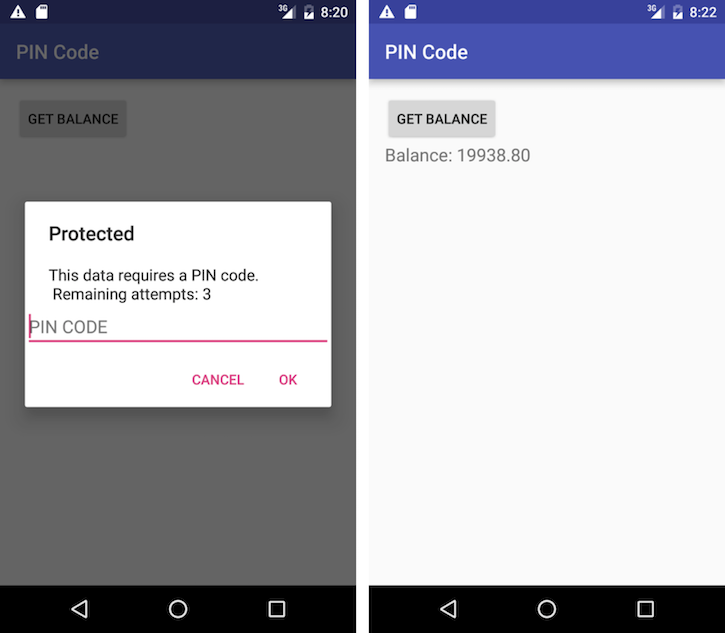 3G 8:20
PIN Code
GET BALANCE
Protected
This data requires a PIN code.
Remaining attempts: 3
PIN CODE
CANCEL OK
3G 8:22
PIN Code
GET BALANCE
Balance: 19938.80